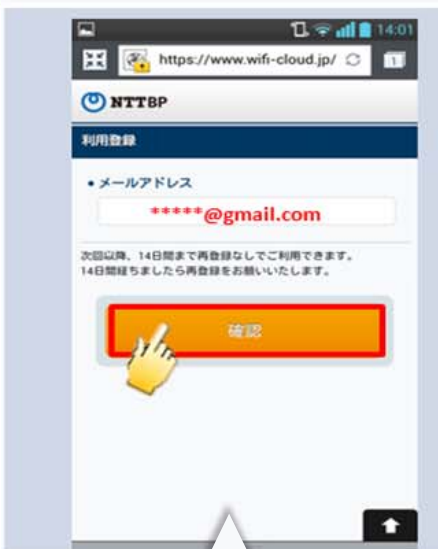 14:01
https://www.wifi-cloud.jp/
1
NTTBP
利用登録
• メールアドレス
*****@gmail.com
次回以降、14日間まで再登録なしでご利用できます。
14日間経ちましたら再登録をお願いいたします。
確認